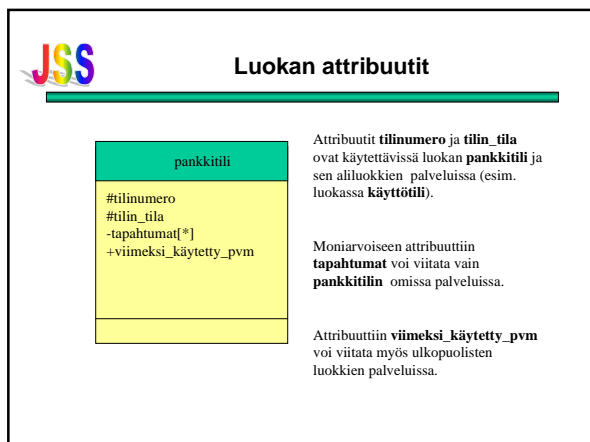 JSS
Luokan attribuutit
pankkitili
#tilinumero
#tilin_tila
-tapahtumat[*]
+viimeksi_käytetty_pvm
Attribuutit tilinumero ja tilin_tila
ovat käytettävissä luokan pankkitili ja
sen aliluokkien palveluissa (esim.
luokassa käyttötili).
Moniarvoiseen attribuuttiin
tapahtumat voi viitata vain
pankkitilin omissa palveluissa.
Attribuuttiin viimeksi_käytetty_pvm
voi viitata myös ulkopuolisten
luokkien palveluissa.